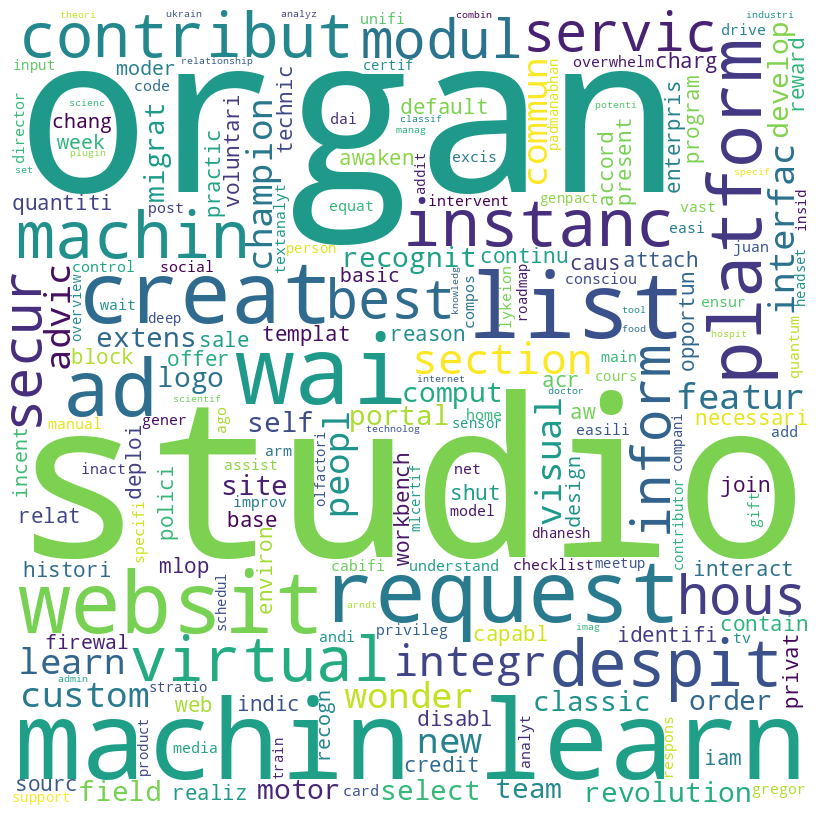 theori ukrain analyz contribut modul servic combin industri
unifi drive
input moder code relationship certif overwhelm charg
director scienc organ dai default classif manag commun padmanabhan potenti platform develop reward
chang week migrat practic voluntari technic champion textanalyt awaken excis enterpris accord present program interfac
set plugin specif insid
quantiti post equat addit intervent genpact vast easi juan headset
machin person instanc
recognit continu caus attach consciou opportun ensur quantum
secur advic control overview social wait deep creat basic best knowledg compos lykeion roadmap list tool food hospit
extens sale templat reason section main
block offer wai internet acr cours inform featur
logo comput aw necessari
incent manual gener scientif ago self portal peopl home sensor doctor easili visual design compani add
inact deploi polici specifi assist arm technolog net join gift
site olfactori workbench mlcertif shut contributor
relat base improv studio model dhanesh
mlop environ schedul cabifi understand checklist meetup
histori interact
websit arndt request imag hous contain
firewal andi privileg capabl identifi tv
learn virtual integr despit privat
admin stratio
custom web indic recogn wonder classic order
product disabl
media new analyt respons iam
machin learn train credit
sourc field realiz motor card select team revolution gregor
support